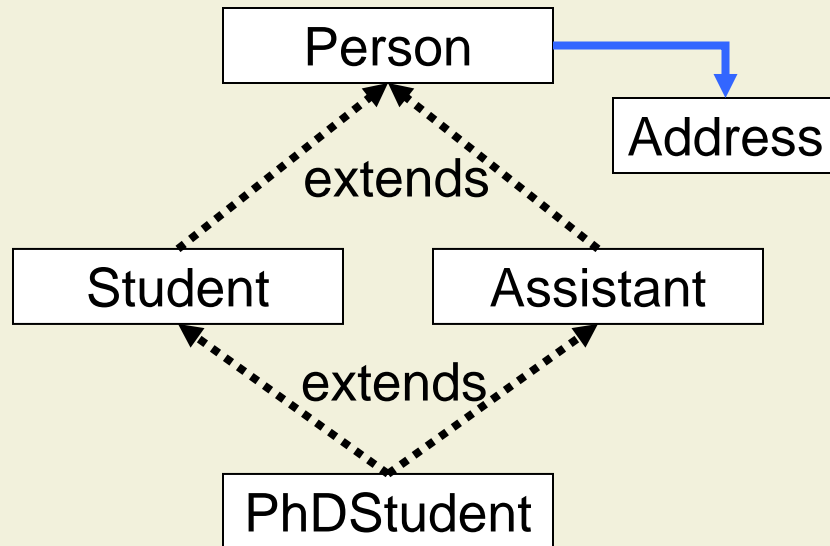 Person
Address
extends
Student
Assistant
extends
PhDStudent